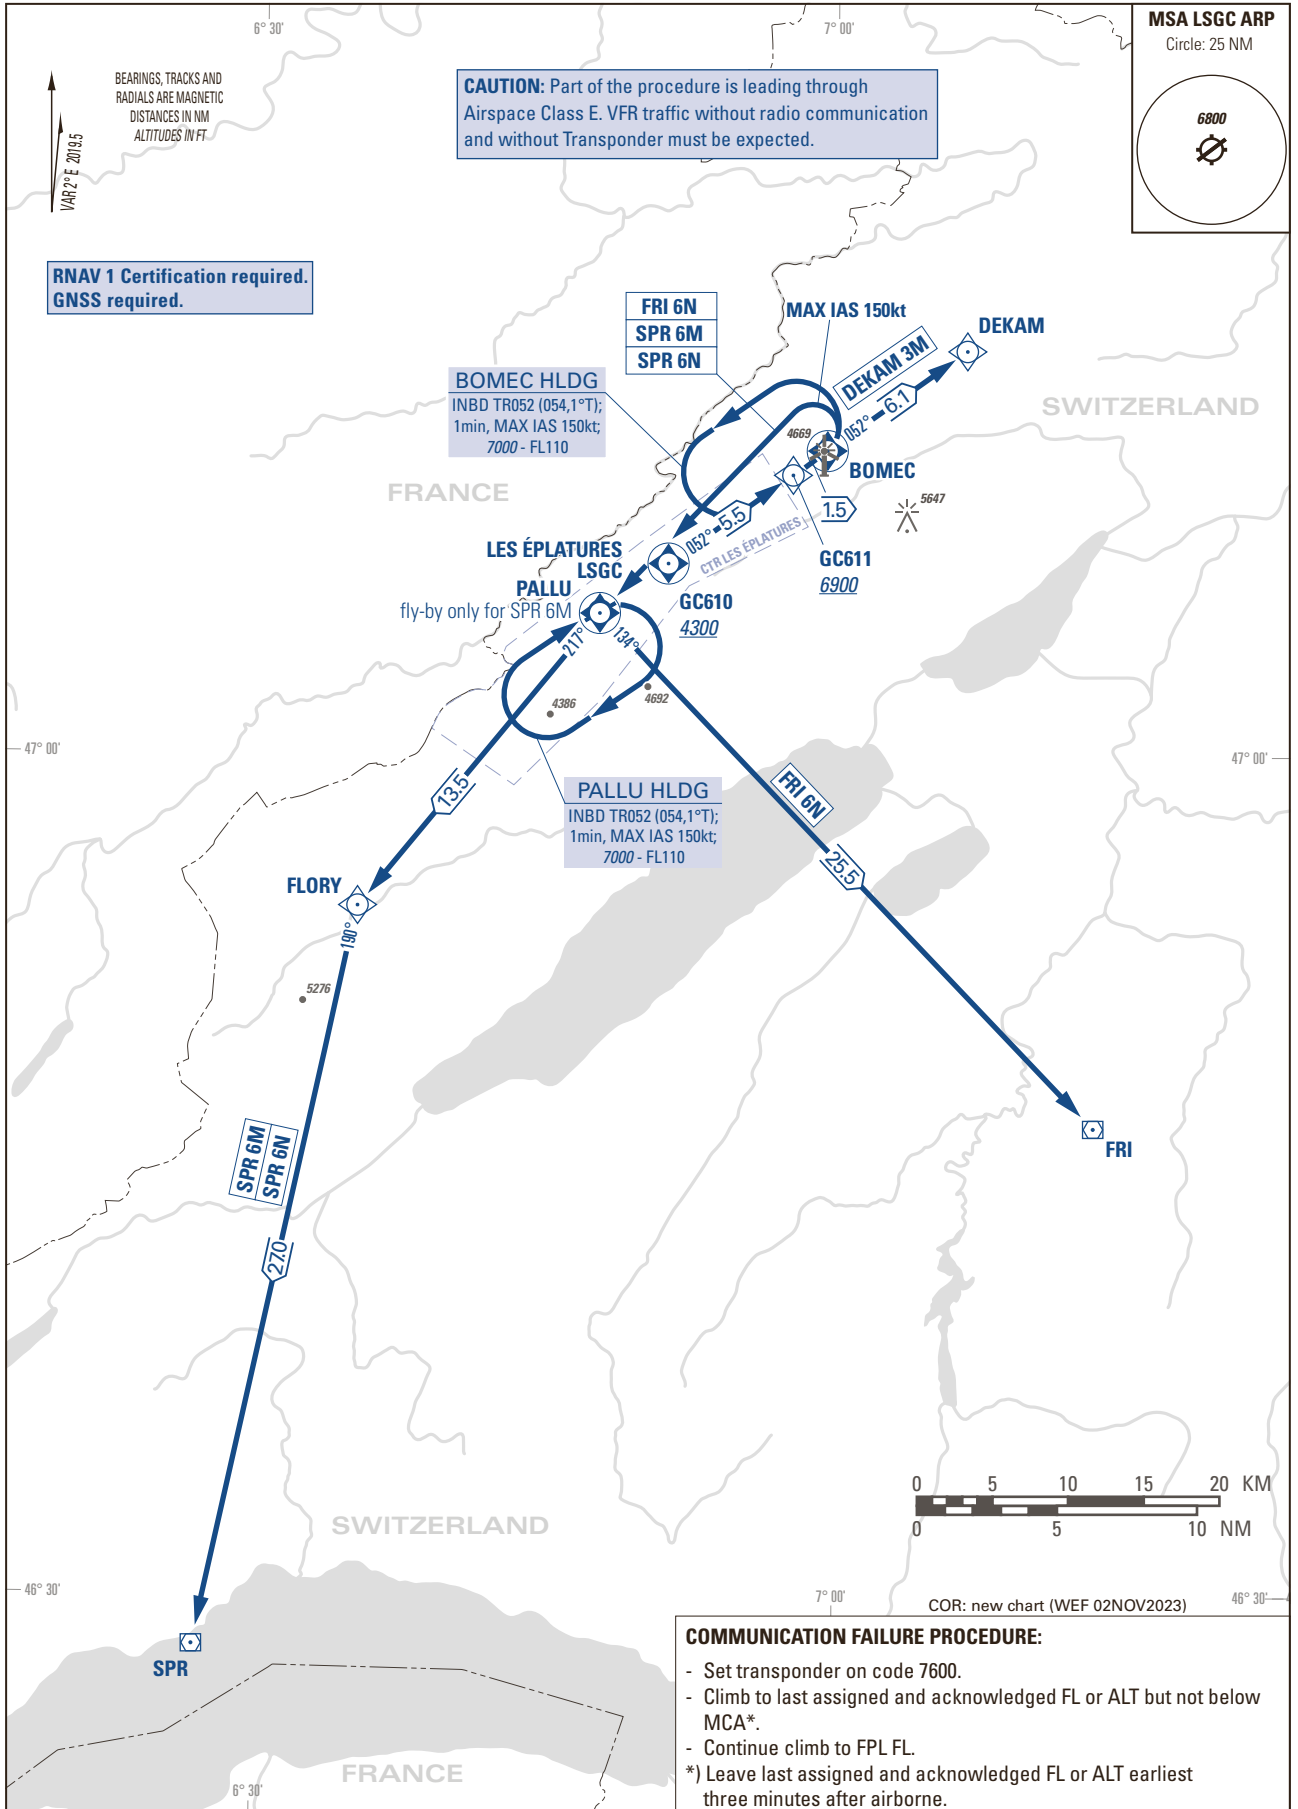 6° 30'
7° 00'
MSA LSGC ARP
Circle: 25 NM
6800
BEARINGS, TRACKS AND
RADIALS ARE MAGNETIC
DISTANCES IN NM
ALTITUDES IN FT
VAR 2° E 2019.5
CAUTION: Part of the procedure is leading through
Airspace Class E. VFR traffic without radio communication
and without Transponder must be expected.
RNAV 1 Certification required.
GNSS required.
FRI 6N
SPR 6M
SPR 6N
MAX IAS 150kt
DEKAM
DEKAM 3M
052°
6.1
BOMEC HLDG
INBD TR052 (054,1°T);
1min, MAX IAS 150kt;
7000 - FL110
SWITZERLAND
4669
BOMEC
FRANCE
5647
1.5
052°
5.5
CTR LES ÉPLATURES
LES ÉPLATURES
LSGC
GC611
6900
PALLU
fly-by only for SPR 6M
GC610
4300
217°
134°
4692
4386
47° 00'
47° 00'
PALLU HLDG
INBD TR052 (054,1°T);
1min, MAX IAS 150kt;
7000 - FL110
13.5
FRI 6N
25.5
FLORY
190°
5276
FRI
SPR 6M
SPR 6N
27.0
0 5 10 15 20 KM
0 5 10 NM
SWITZERLAND
46° 30'
7° 00'
46° 30'
COR: new chart (WEF 02NOV2023)
SPR
FRANCE
6° 30'
COMMUNICATION FAILURE PROCEDURE:
- Set transponder on code 7600.
- Climb to last assigned and acknowledged FL or ALT but not below
MCA*.
- Continue climb to FPL FL.
*) Leave last assigned and acknowledged FL or ALT earliest
three minutes after airborne.